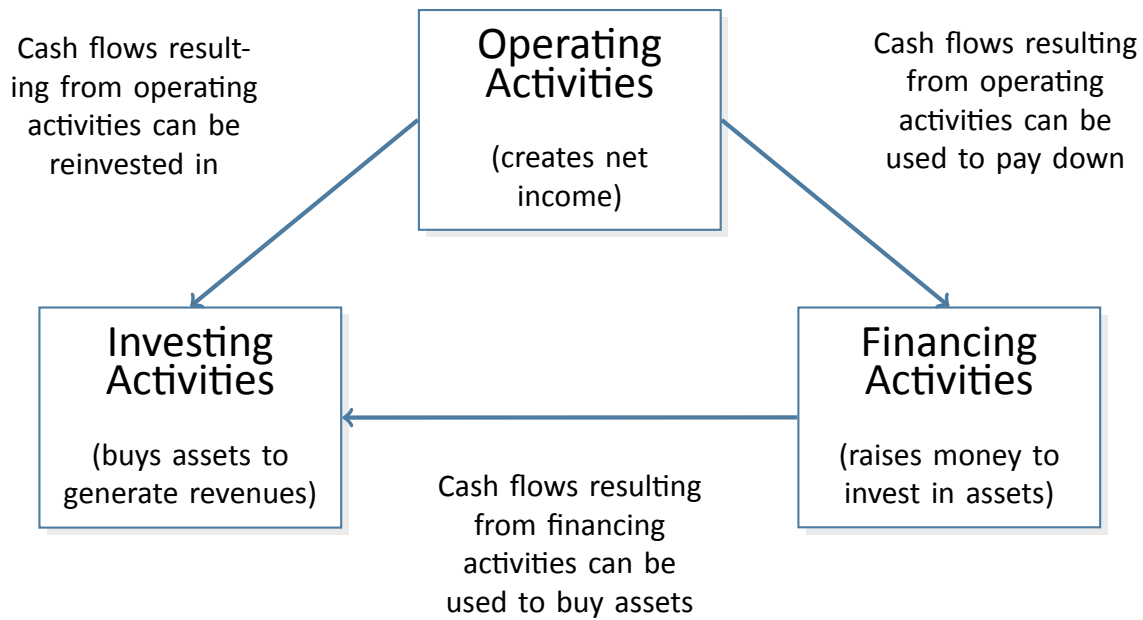 Cash flows result-
ing from operating
activities can be
reinvested in
Operating
Activities
(creates net
income)
Cash flows resulting
from operating
activities can be
used to pay down
Investing
Activities
(buys assets to
generate revenues)
Cash flows resulting
from financing
activities can be
used to buy assets
Financing
Activities
(raises money to
invest in assets)